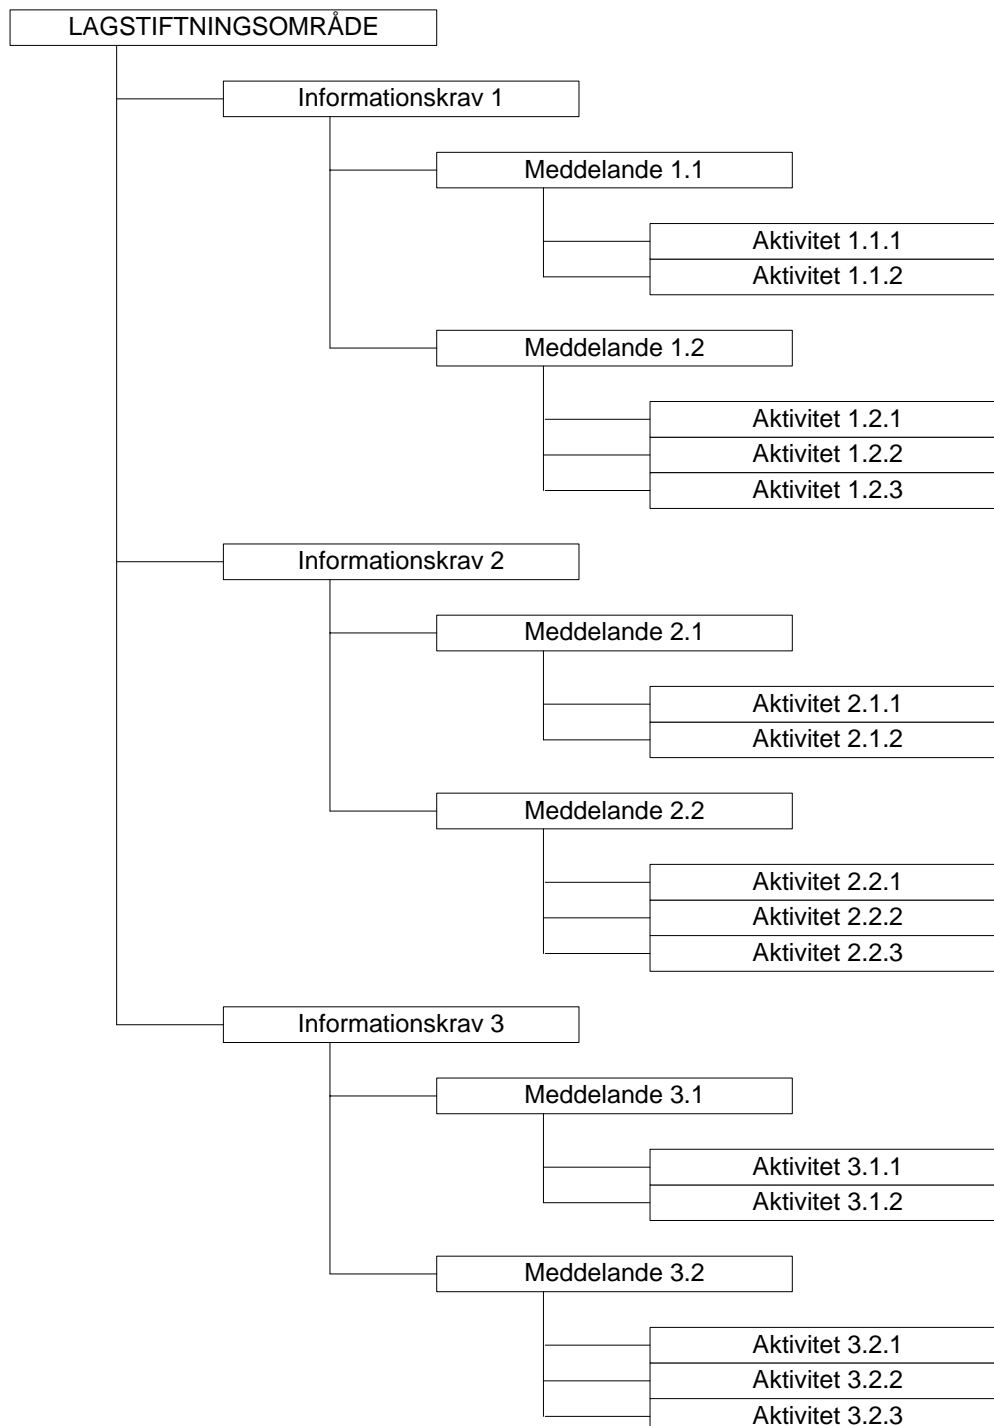 LAGSTIFTNINGSOMRÅDE
Informationskrav 1
Meddelande 1.1
Aktivitet 1.1.1
Aktivitet 1.1.2
Meddelande 1.2
Aktivitet 1.2.1
Aktivitet 1.2.2
Aktivitet 1.2.3
Informationskrav 2
Meddelande 2.1
Aktivitet 2.1.1
Aktivitet 2.1.2
Meddelande 2.2
Aktivitet 2.2.1
Aktivitet 2.2.2
Aktivitet 2.2.3
Informationskrav 3
Meddelande 3.1
Aktivitet 3.1.1
Aktivitet 3.1.2
Meddelande 3.2
Aktivitet 3.2.1
Aktivitet 3.2.2
Aktivitet 3.2.3